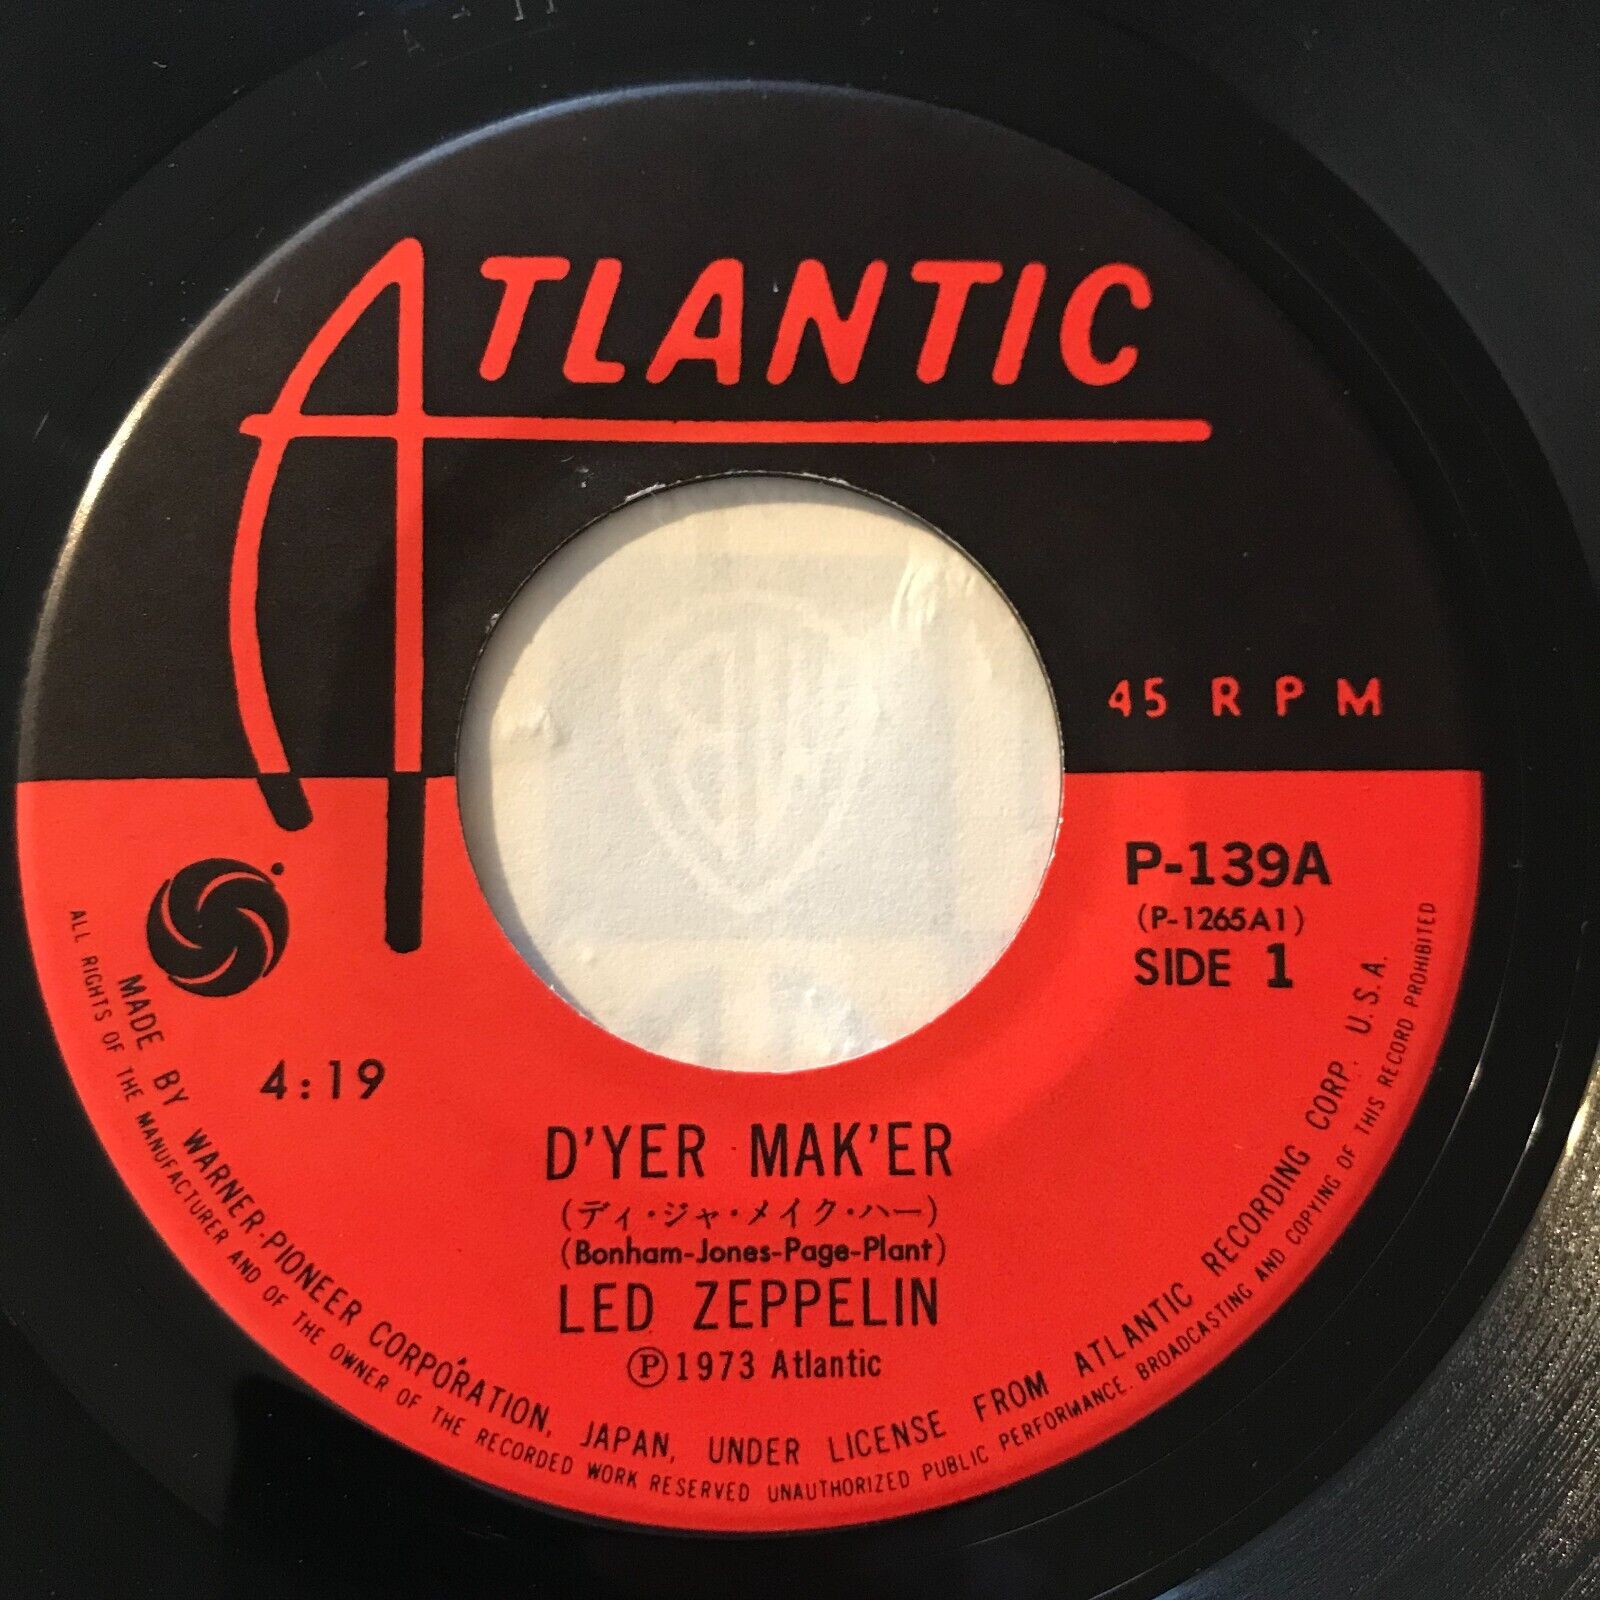 ATLANTIC
45 RPM
P-139A
(P-1265A1)
SIDE 1
4:19
D'YER MAK'ER
(ディ・ジャ・メイク・ハー)
(Bonham-Jones-Page-Plant)
LED ZEPPELIN
Ⓟ1973 Atlantic
MADE BY WARNER-PIONEER CORPORATION, JAPAN, UNDER LICENSE FROM ATLANTIC RECORDING CORP. U.S.A.
ALL RIGHTS OF THE MANUFACTURER AND OF THE OWNER OF THE RECORDED WORK RESERVED UNAUTHORIZED PUBLIC PERFORMANCE. BROADCASTING AND COPYING OF THIS RECORD PROHIBITED